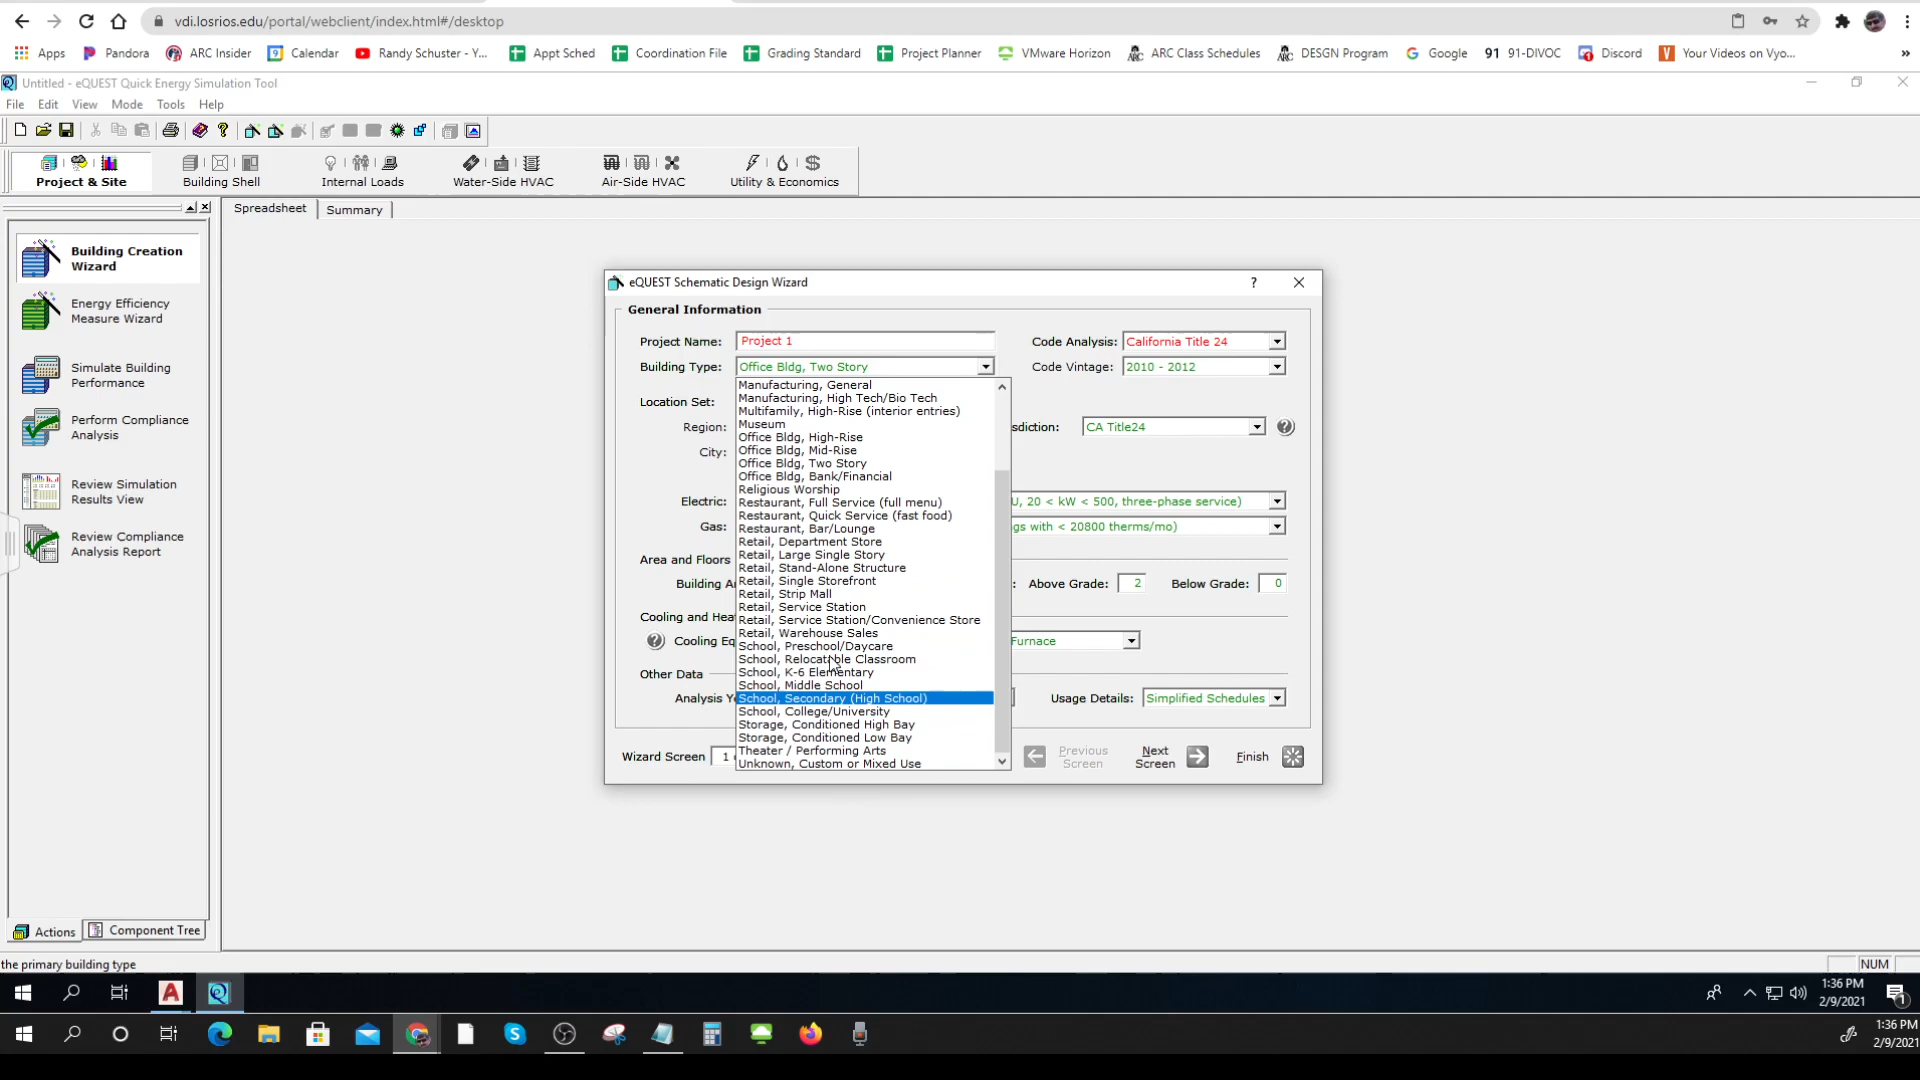 vdi.losrios.edu/portal/webclient/index.html#/desktop
Apps Pandora ARC Insider Calendar Randy Schuster - Y... Appt Sched Coordination File Grading Standard Project Planner VMware Horizon ARC Class Schedules DESGN Program Google 91 91-DIVOC Discord Your Videos on Vyo... »
Untitled - eQUEST Quick Energy Simulation Tool
File Edit View Mode Tools Help
Project & Site Building Shell Internal Loads Water-Side HVAC Air-Side HVAC Utility & Economics
Spreadsheet Summary
Building Creation
Wizard
Energy Efficiency
Measure Wizard
Simulate Building
Performance
Perform Compliance
Analysis
Review Simulation
Results View
Review Compliance
Analysis Report
eQUEST Schematic Design Wizard ?
General Information
Project Name: Project 1 Code Analysis: California Title 24
Building Type: Office Bldg, Two Story Code Vintage: 2010 - 2012
Manufacturing, General
Manufacturing, High Tech/Bio Tech
Multifamily, High-Rise (interior entries)
Museum
Office Bldg, High-Rise
Office Bldg, Mid-Rise
Office Bldg, Two Story
Office Bldg, Bank/Financial
Religious Worship
Restaurant, Full Service (full menu)
Restaurant, Quick Service (fast food)
Restaurant, Bar/Lounge
Retail, Department Store
Retail, Large Single Story
Retail, Stand-Alone Structure
Retail, Single Storefront
Retail, Strip Mall
Retail, Service Station
Retail, Service Station/Convenience Store
Retail, Warehouse Sales
School, Preschool/Daycare
School, Relocatable Classroom
School, K-6 Elementary
School, Middle School
School, Secondary (High School)
School, College/University
Storage, Conditioned High Bay
Storage, Conditioned Low Bay
Theater / Performing Arts
Unknown, Custom or Mixed Use
Location Set:
Region: sdiction: CA Title24
City:
Electric: U, 20 < kW < 500, three-phase service)
Gas: gs with < 20800 therms/mo)
Area and Floors
Building A : Above Grade: 2 Below Grade: 0
Cooling and Hea
Cooling Eq Furnace
Other Data
Analysis Y Usage Details: Simplified Schedules
Wizard Screen 1 Previous Screen Next Screen Finish
Actions Component Tree
the primary building type NUM
1:36 PM
2/9/2021
1
1:36 PM
2/9/2021